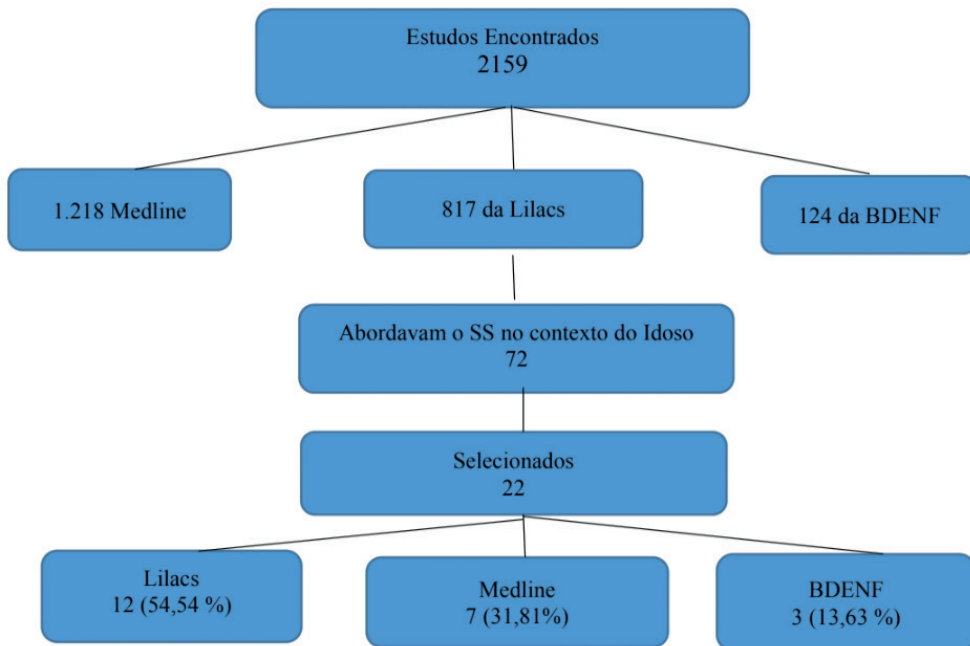 Estudos Encontrados
2159
1.218 Medline
817 da Lilacs
124 da BDENF
Abordavam o SS no contexto do Idoso
72
Selecionados
22
Lilacs
12 (54,54 %)
Medline
7 (31,81%)
BDENF
3 (13,63 %)